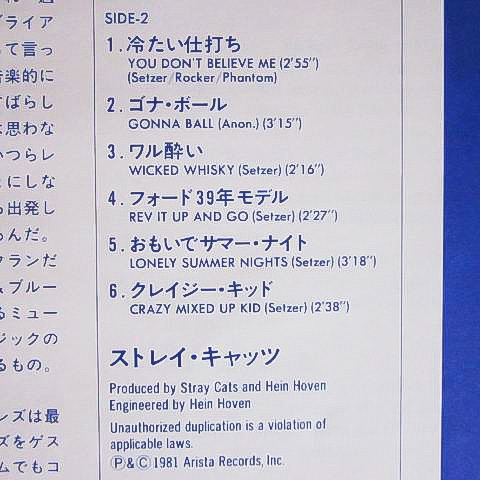 SIDE-2
1. 冷たい仕打ち
YOU DON'T BELIEVE ME (2'55")
(Setzer/Rocker/Phantom)
2. ゴナ・ボール
GONNA BALL (Anon.) (3'15")
3. ワル酔い
WICKED WHISKY (Setzer) (2'16")
4. フォード39年モデル
REV IT UP AND GO (Setzer) (2'27")
5. おもいでサマー・ナイト
LONELY SUMMER NIGHTS (Setzer) (3'18")
6. クレイジー・キッド
CRAZY MIXED UP KID (Setzer) (2'38")
ストレイ・キャッツ
Produced by Stray Cats and Hein Hoven
Engineered by Hein Hoven
Unauthorized duplication is a violation of
applicable laws.
Ⓟ&Ⓒ 1981 Arista Records, Inc.
ブライア
って言っ
音楽的に
すばらし
は思わな
いつらレ
にしな
ら出発し
るんだ。
クランだ
ブルー
るミュー
ジックの
るもの。
ンズは最
ズをゲス
ムでもコ